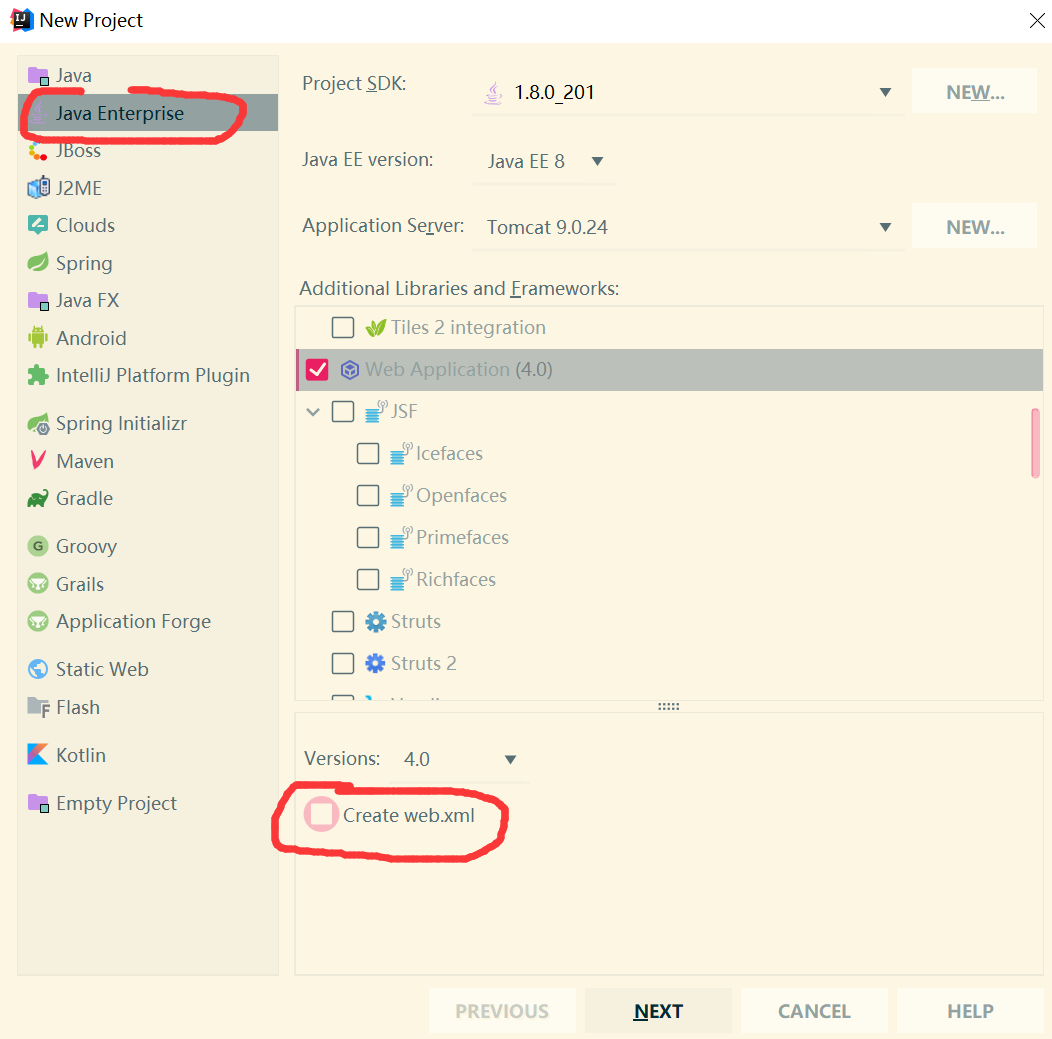 New Project
Java
Java Enterprise
JBoss
J2ME
Clouds
Spring
Java FX
Android
IntelliJ Platform Plugin
Spring Initializr
Maven
Gradle
Groovy
Grails
Application Forge
Static Web
Flash
Kotlin
Empty Project
Project SDK:
1.8.0_201
NEW...
Java EE version:
Java EE 8
Application Server:
Tomcat 9.0.24
NEW...
Additional Libraries and Frameworks:
Tiles 2 integration
Web Application (4.0)
JSF
Icefaces
Openfaces
Primefaces
Richfaces
Struts
Struts 2
Versions:
4.0
Create web.xml
PREVIOUS
NEXT
CANCEL
HELP